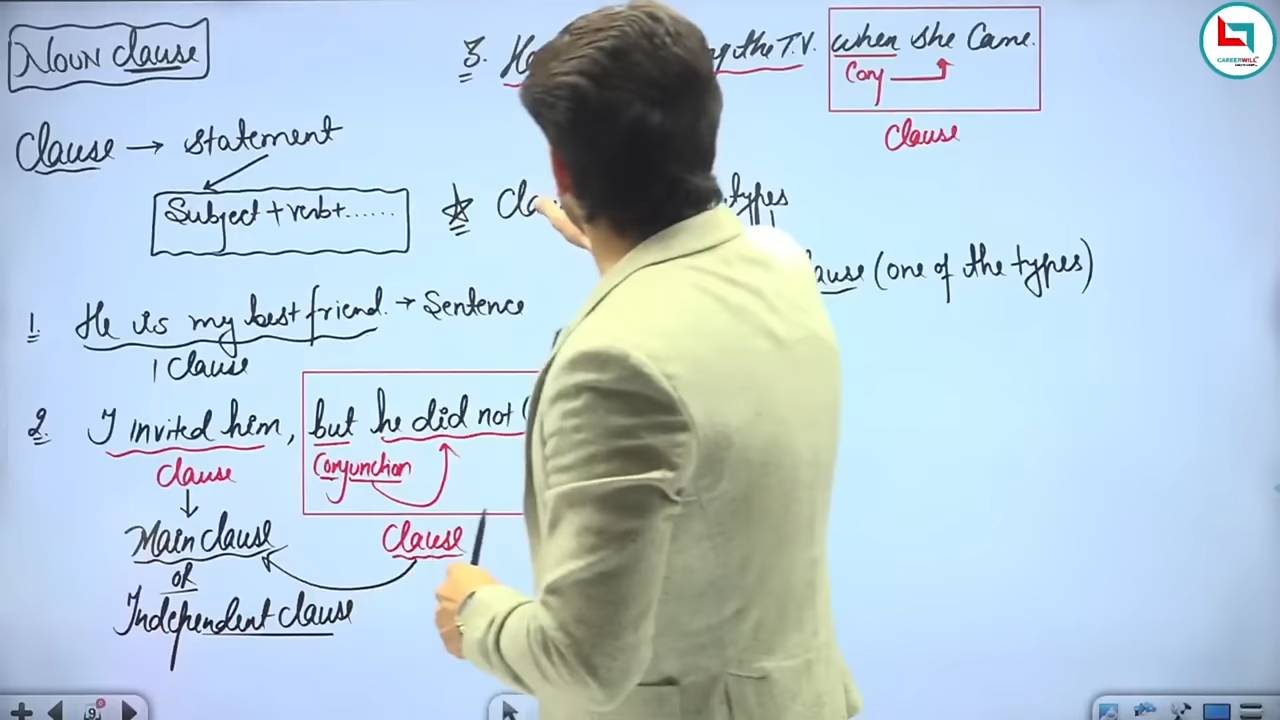 Noun clause
Clause → statement
Subject + verb + ......
1. He is my best friend. → Sentence
1 clause
2. I invited him, but he did not
clause
Conjunction
Main clause
or
Independent clause
Clause
3. He the T.V. when she came.
Conj
Clause
types
(one of the types)
CAREERWILL
9